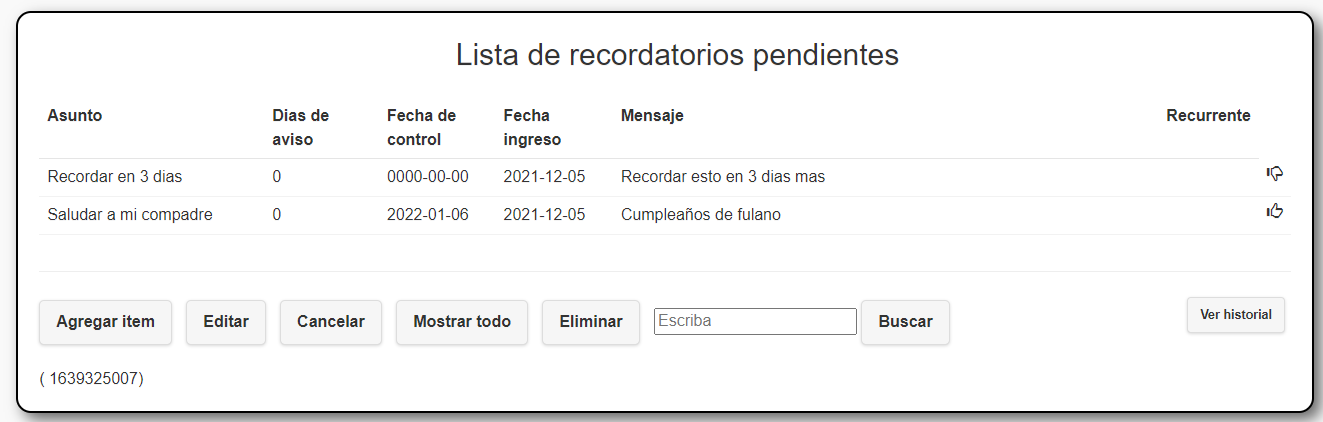 Lista de recordatorios pendientes
Asunto Dias de aviso Fecha de control Fecha ingreso Mensaje Recurrente
Recordar en 3 dias 0 0000-00-00 2021-12-05 Recordar esto en 3 dias mas
Saludar a mi compadre 0 2022-01-06 2021-12-05 Cumpleaños de fulano
Agregar item Editar Cancelar Mostrar todo Eliminar Escriba Buscar Ver historial
( 1639325007)